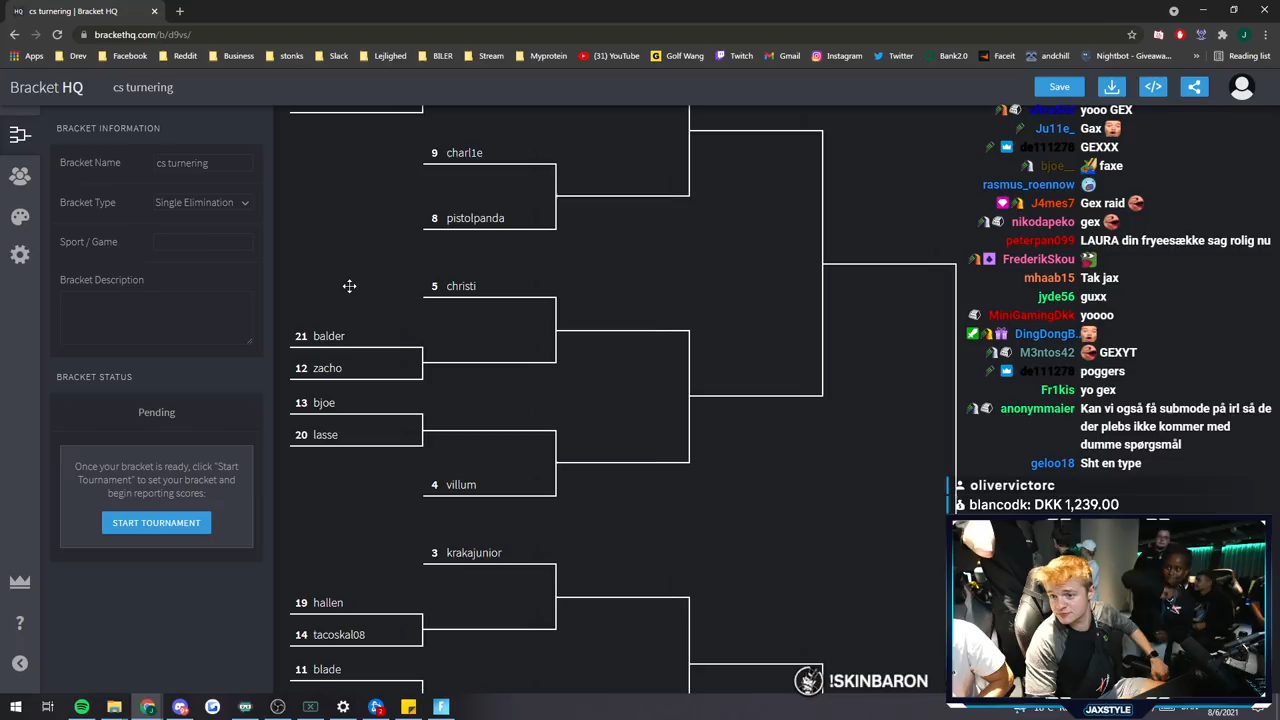 cs turnering | Bracket HQ
brackethq.com/b/d9vs/
Apps Drev Facebook Reddit Business stonks Slack Lejlighed BILER Stream Myprotein (31) YouTube Golf Wang Twitch Gmail Instagram Twitter Bank2.0 Faceit andchill Nightbot - Giveawa... » Reading list
Bracket HQ cs turnering Save
BRACKET INFORMATION
Bracket Name cs turnering
Bracket Type Single Elimination
Sport / Game
Bracket Description
BRACKET STATUS
Pending
Once your bracket is ready, click "Start
Tournament" to set your bracket and
begin reporting scores:
START TOURNAMENT
9 charl1e
8 pistolpanda
5 christi
21 balder
12 zacho
13 bjoe
20 lasse
4 villum
3 krakajunior
19 hallen
14 tacoskal08
11 blade
yooo GEX
Ju11e_ Gax
de111278 GEXXX
bjoe__ faxe
rasmus_roennow
J4mes7 Gex raid
nikodapeko gex
peterpan099 LAURA din fryeesække sag rolig nu
FrederikSkou
mhaab15 Tak jax
jyde56 guxx
MiniGamingDkk yoooo
DingDongB..
M3ntos42 GEXYT
de111278 poggers
Fr1kis yo gex
anonymmaier Kan vi også få submode på irl så de
der plebs ikke kommer med
dumme spørgsmål
geloo18 Sht en type
olivervictorc
blancodk: DKK 1,239.00
!SKINBARON
JAXSTYLE
8/6/2021